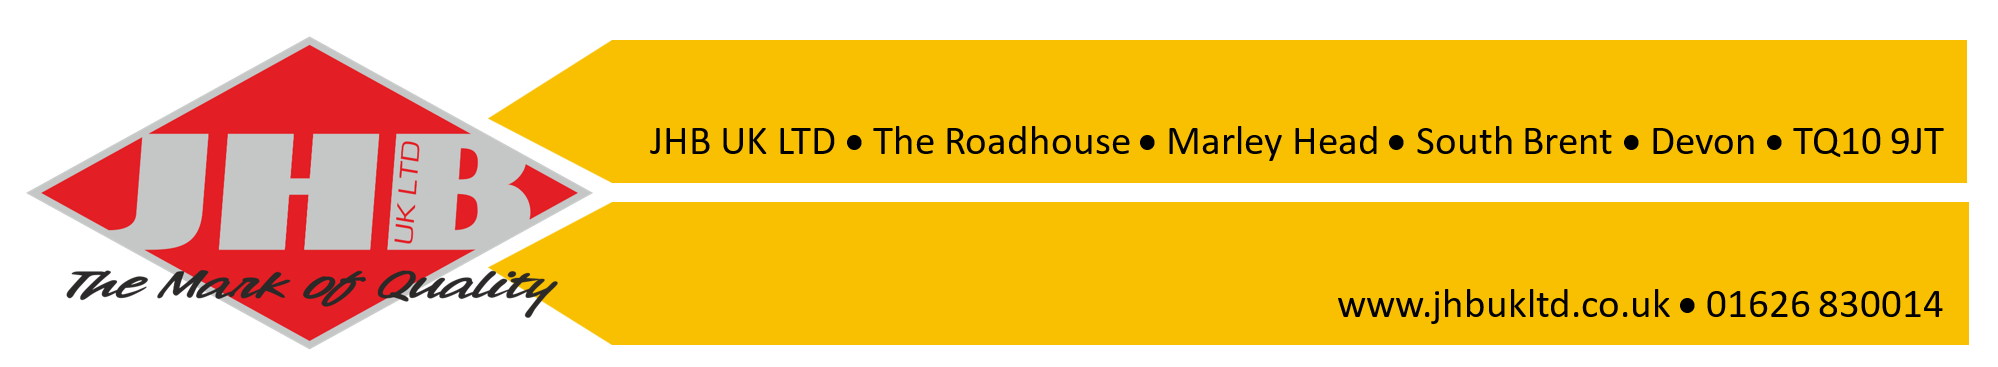 JHB
UK LTD
The Mark of Quality
JHB UK LTD • The Roadhouse • Marley Head • South Brent • Devon • TQ10 9JT
www.jhbukltd.co.uk • 01626 830014